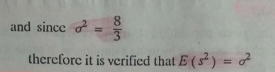 and since σ² = 8/3
therefore it is verified that E (s²) = σ²